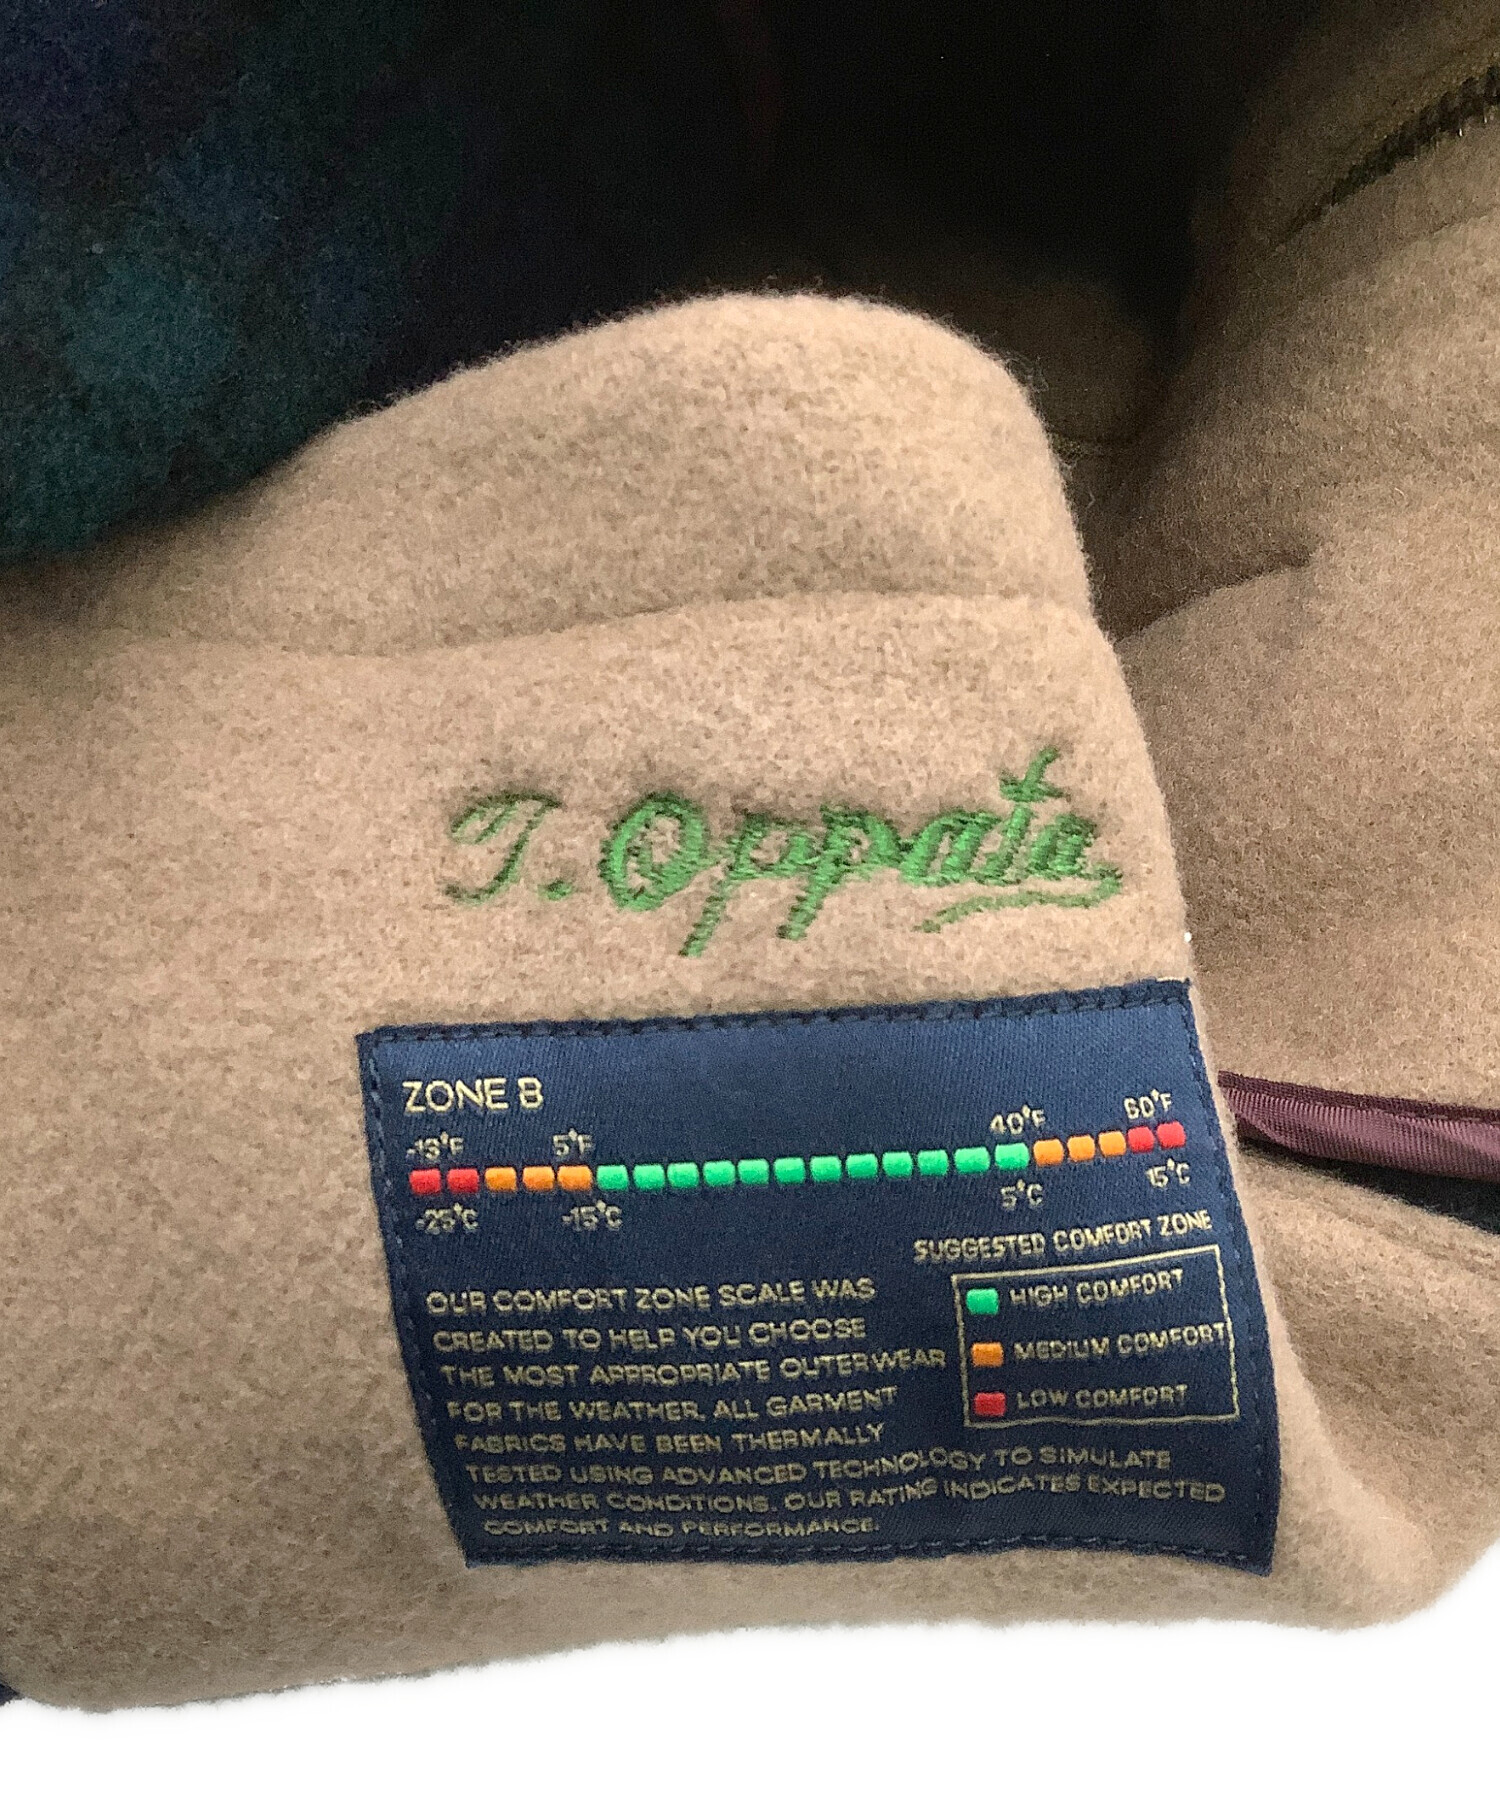 T. Oppata
ZONE B
-13°F 5°F 40°F 60°F
-25°C -15°C 5°C 15°C
SUGGESTED COMFORT ZONE
HIGH COMFORT
MEDIUM COMFORT
LOW COMFORT
OUR COMFORT ZONE SCALE WAS
CREATED TO HELP YOU CHOOSE
THE MOST APPROPRIATE OUTERWEAR
FOR THE WEATHER. ALL GARMENT
FABRICS HAVE BEEN THERMALLY
TESTED USING ADVANCED TECHNOLOGY TO SIMULATE
WEATHER CONDITIONS. OUR RATING INDICATES EXPECTED
COMFORT AND PERFORMANCE.